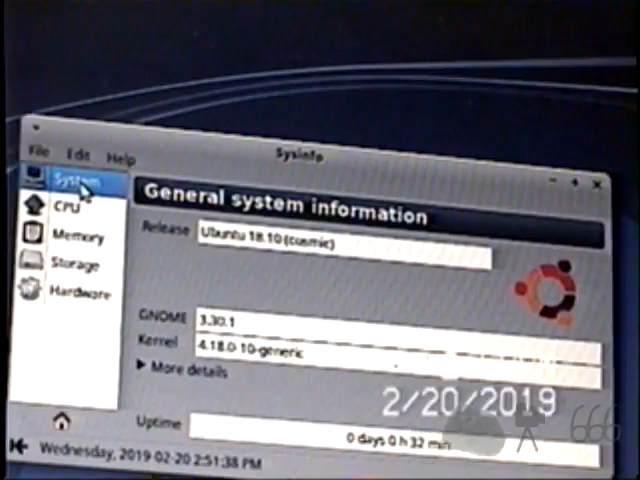 Sysinfo
File Edit Help
System
CPU
Memory
Storage
Hardware
General system information
Release Ubuntu 18.10 (cosmic)
GNOME 3.30.1
Kernel 4.18.0-10-generic
More details
2/20/2019
666
Uptime 0 days 0 h 32 min
Wednesday, 2019-02-20 2:51:38 PM